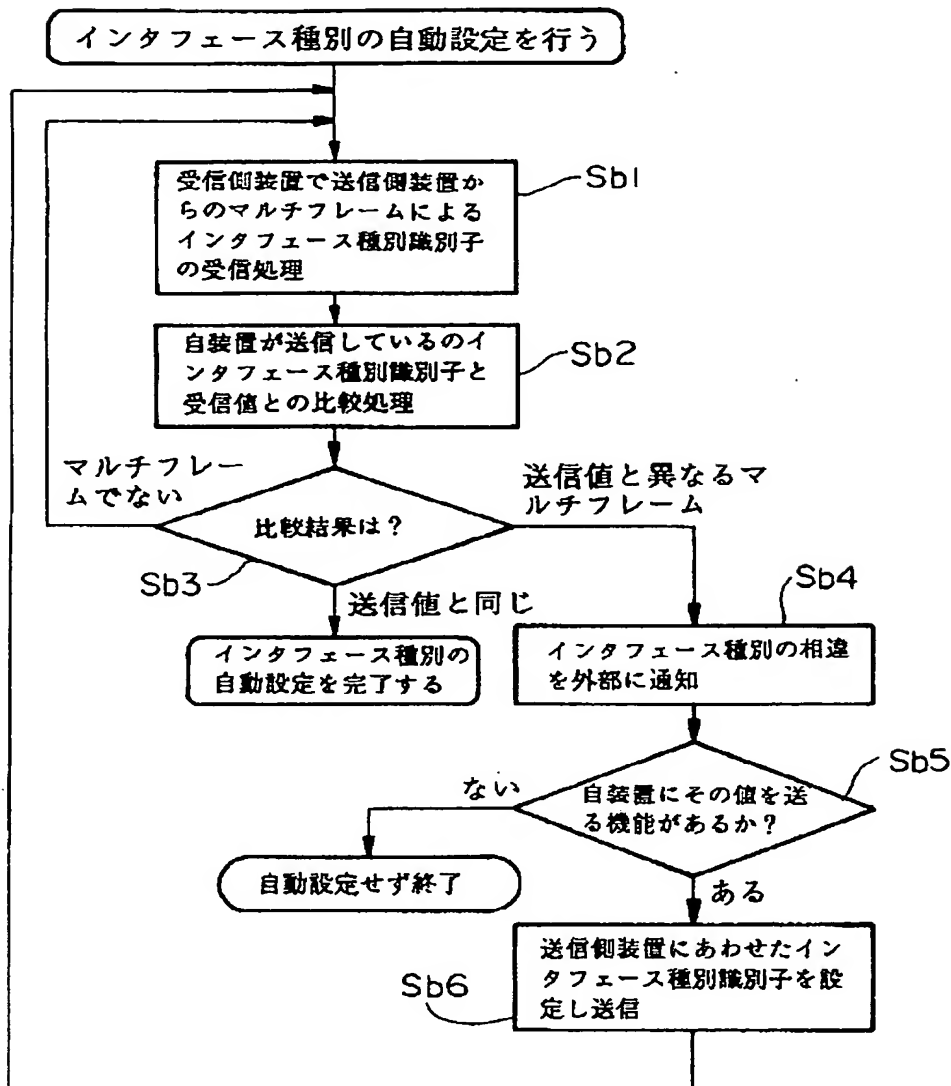 インタフェース種別の自動設定を行う
受信側装置で送信側装置か
らのマルチフレームによる
インタフェース種別識別子
の受信処理
Sb1
自装置が送信しているのイ
ンタフェース種別識別子と
受信値との比較処理
Sb2
マルチフレー
ムでない
比較結果は？
送信値と異なるマ
ルチフレーム
Sb3
送信値と同じ
インタフェース種別の
自動設定を完了する
Sb4
インタフェース種別の相違
を外部に通知
Sb5
自装置にその値を送
る機能があるか？
ない
自動設定せず終了
ある
送信側装置にあわせたイン
タフェース種別識別子を設
定し送信
Sb6